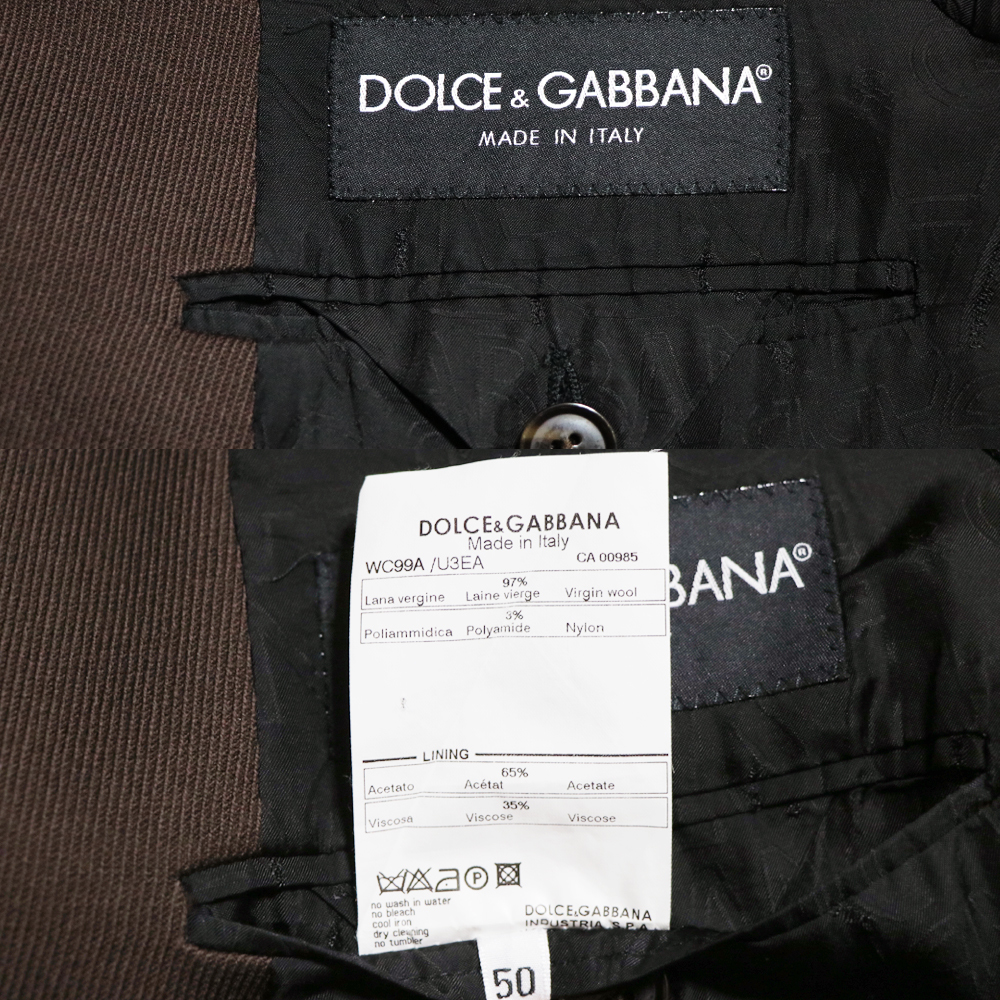 DOLCE & GABBANA®
MADE IN ITALY
DOLCE&GABBANA
Made in Italy
WC99A /U3EA CA 00985
97%
Lana vergine Laine vierge Virgin wool
3%
Poliammidica Polyamide Nylon
BANA®
LINING
65%
Acetato Acétat Acetate
35%
Viscosa Viscose Viscose
P
no wash in water
no bleach
cool iron
dry cleaning
no tumbler
DOLCE&GABBANA
INDUSTRIA S.P.A.
50